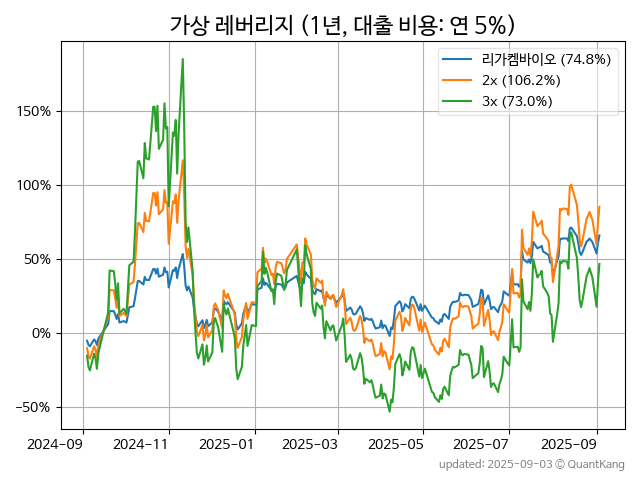 가상 레버리지 (1년, 대출 비용: 연 5%)
리가켐바이오 (74.8%)
2x (106.2%)
3x (73.0%)
150%
100%
50%
0%
−50%
2024-09 2024-11 2025-01 2025-03 2025-05 2025-07 2025-09
updated: 2025-09-03 © QuantKang